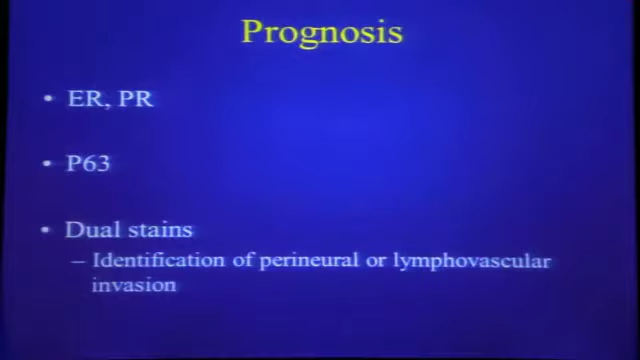 Prognosis
• ER, PR
• P63
• Dual stains
– Identification of perineural or lymphovascular
invasion